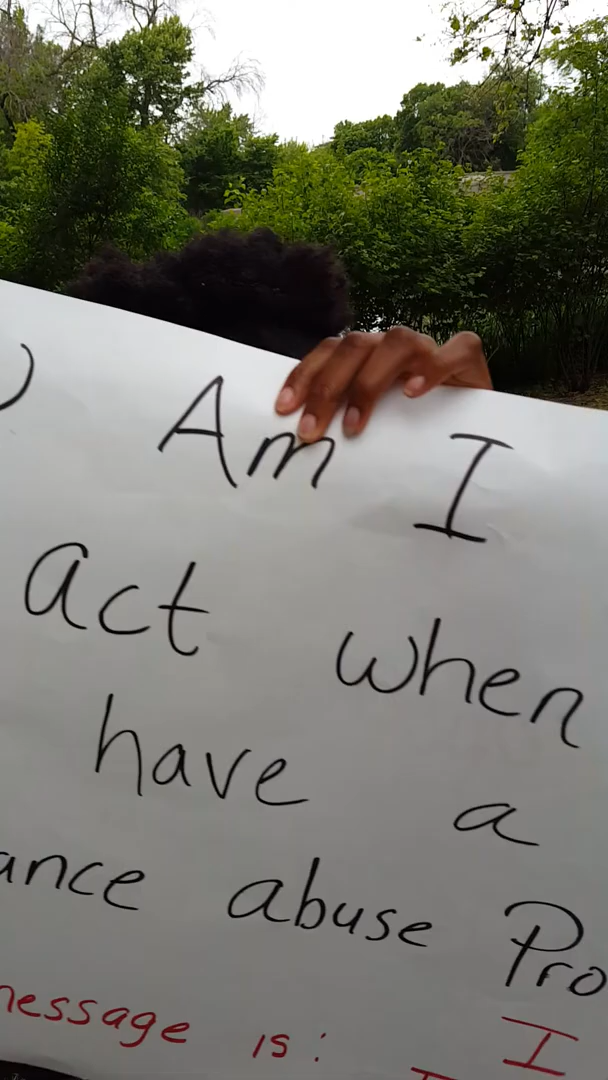 Am I
act when
have a
ance abuse Pro
message is: I